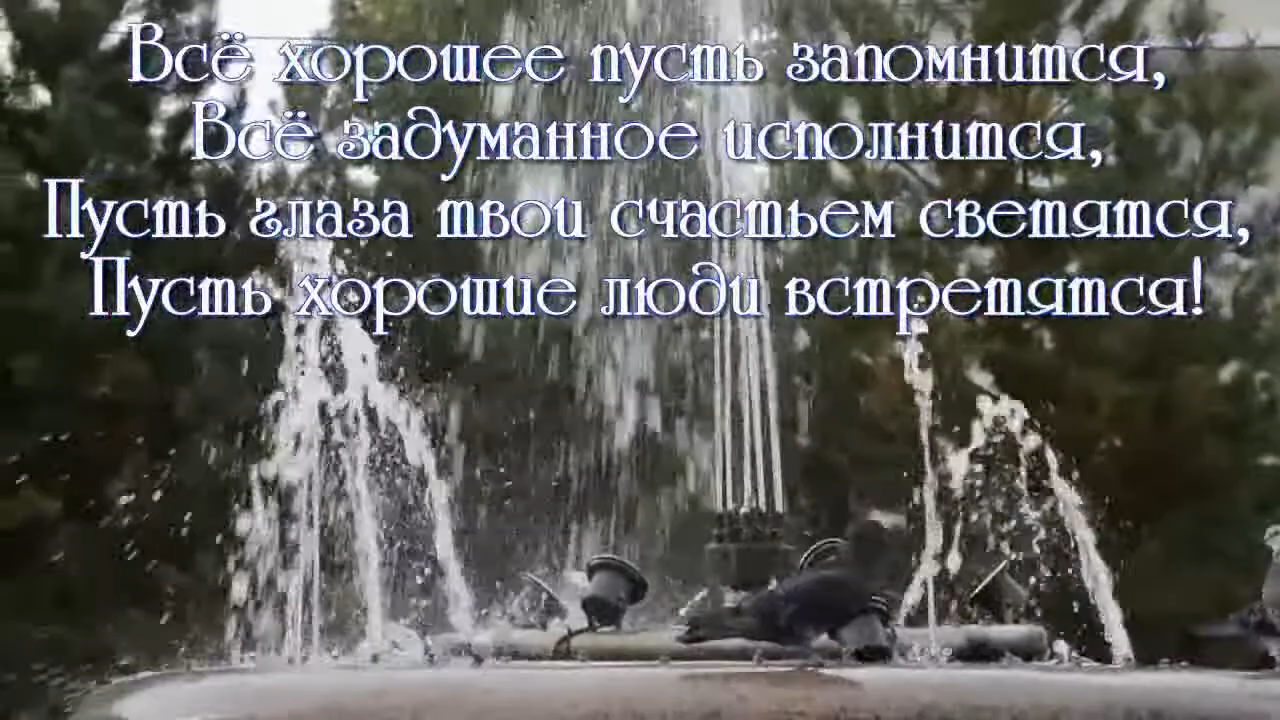 Всё хорошее пусть запомнится,
Всё задуманное исполнится,
Пусть глаза твои счастьем светятся,
Пусть хорошие люди встретятся!